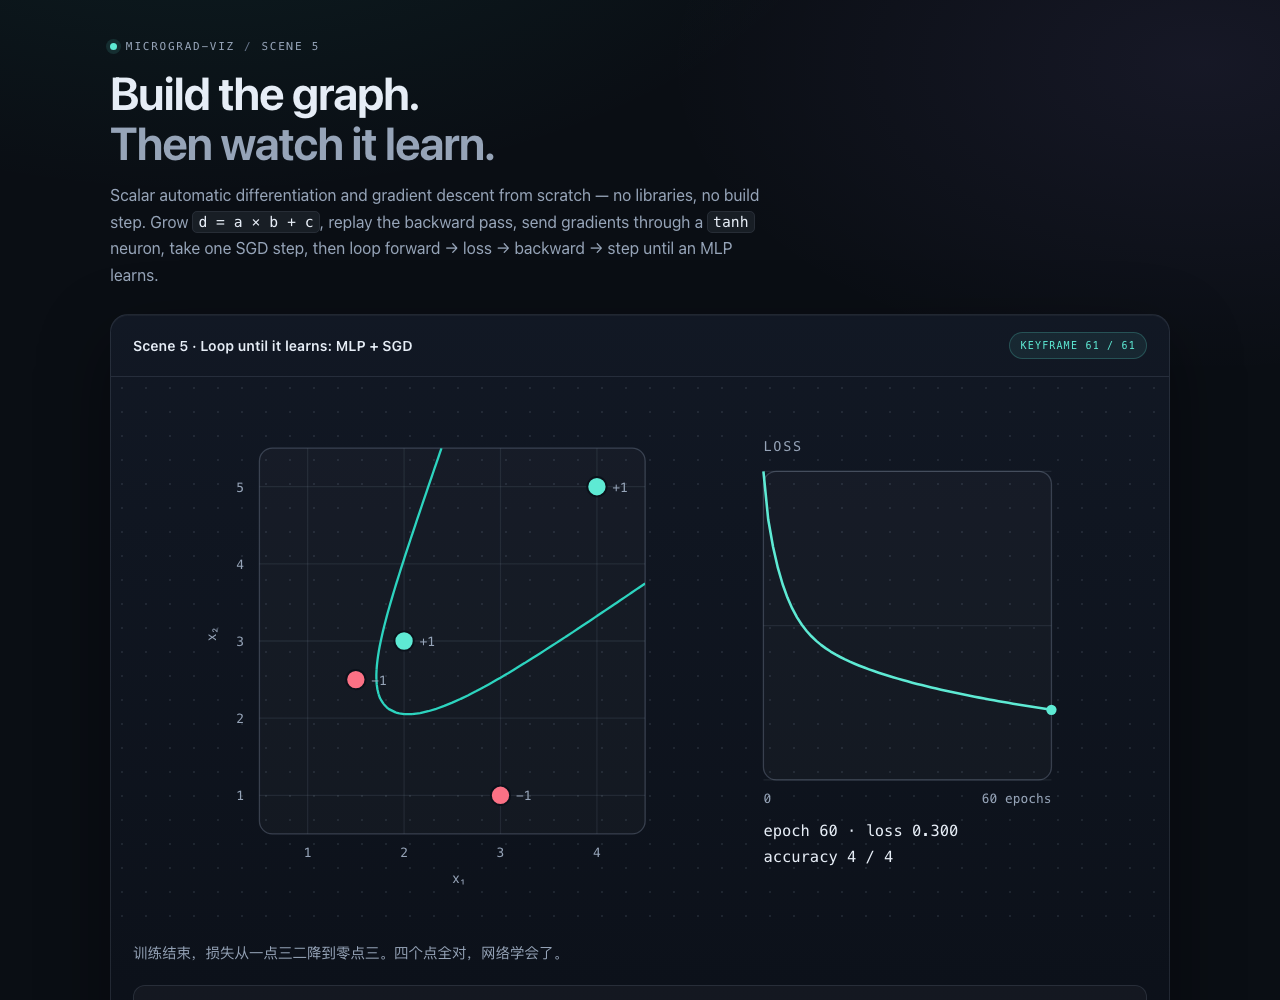 MICROGRAD-VIZ / SCENE 5
Build the graph.
Then watch it learn.
Scalar automatic differentiation and gradient descent from scratch — no libraries, no build
step. Grow d = a × b + c, replay the backward pass, send gradients through a tanh
neuron, take one SGD step, then loop forward → loss → backward → step until an MLP
learns.
Scene 5 · Loop until it learns: MLP + SGD
KEYFRAME 61 / 61
5
4
3
2
1
x₂
+1
+1
−1
−1
1
2
3
4
x₁
LOSS
0
60 epochs
epoch 60 · loss 0.300
accuracy 4 / 4
训练结束，损失从一点三二降到零点三。四个点全对，网络学会了。